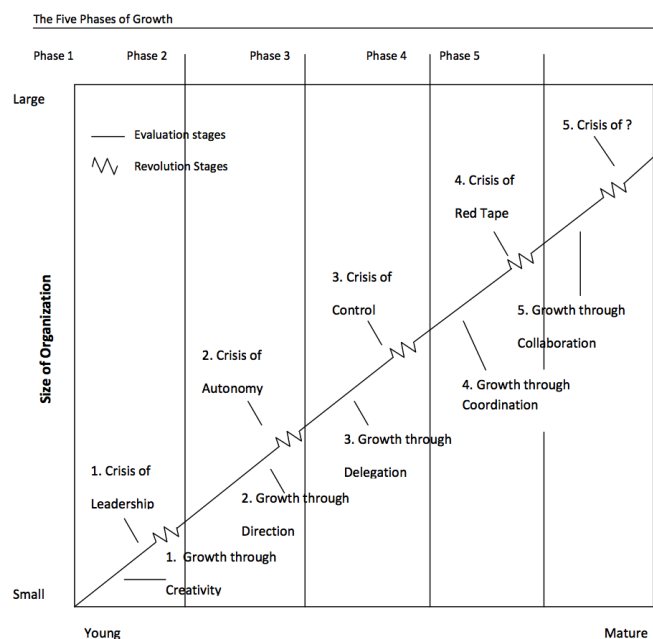 The Five Phases of Growth
Phase 1 Phase 2 Phase 3 Phase 4 Phase 5
Large
Evaluation stages
Revolution Stages
5. Crisis of ?
4. Crisis of
Red Tape
3. Crisis of
Control
5. Growth through
Collaboration
2. Crisis of
Autonomy
4. Growth through
Coordination
3. Growth through
Delegation
1. Crisis of
Leadership
2. Growth through
Direction
1. Growth through
Creativity
Size of Organization
Small
Young Mature